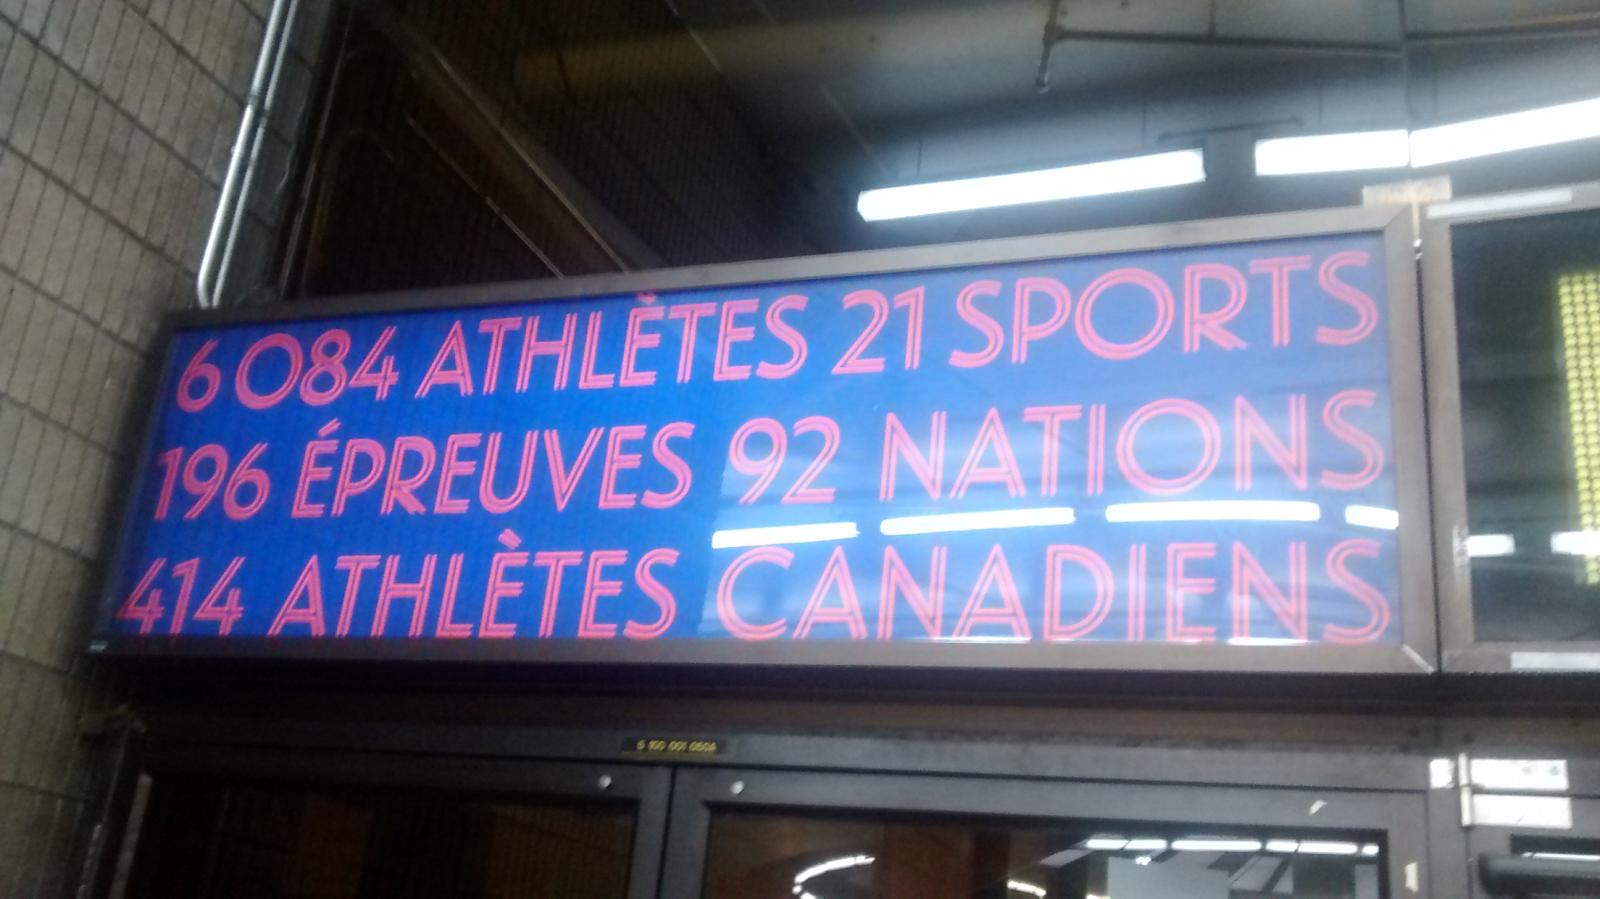 6 084 ATHLÈTES 21 SPORTS
196 ÉPREUVES 92 NATIONS
414 ATHLÈTES CANADIENS